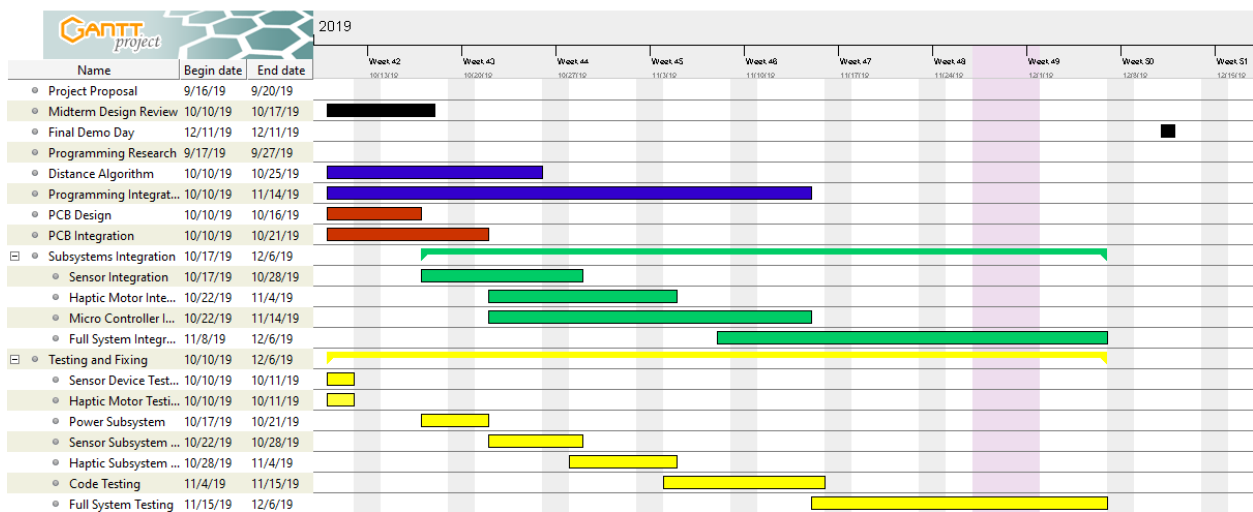 GANTT
project
2019
Week 42 Week 43 Week 44 Week 45 Week 46 Week 47 Week 48 Week 49 Week 50 Week 51
Name Begin date End date 10/13/19 10/20/19 10/27/19 11/3/19 11/10/19 11/17/19 11/24/19 12/1/19 12/8/19 12/15/19
Project Proposal 9/16/19 9/20/19
Midterm Design Review 10/10/19 10/17/19
Final Demo Day 12/11/19 12/11/19
Programming Research 9/17/19 9/27/19
Distance Algorithm 10/10/19 10/25/19
Programming Integrat... 10/10/19 11/14/19
PCB Design 10/10/19 10/16/19
PCB Integration 10/10/19 10/21/19
Subsystems Integration 10/17/19 12/6/19
Sensor Integration 10/17/19 10/28/19
Haptic Motor Inte... 10/22/19 11/4/19
Micro Controller I... 10/22/19 11/14/19
Full System Integr... 11/8/19 12/6/19
Testing and Fixing 10/10/19 12/6/19
Sensor Device Test... 10/10/19 10/11/19
Haptic Motor Testi... 10/10/19 10/11/19
Power Subsystem 10/17/19 10/21/19
Sensor Subsystem ... 10/22/19 10/28/19
Haptic Subsystem ... 10/28/19 11/4/19
Code Testing 11/4/19 11/15/19
Full System Testing 11/15/19 12/6/19